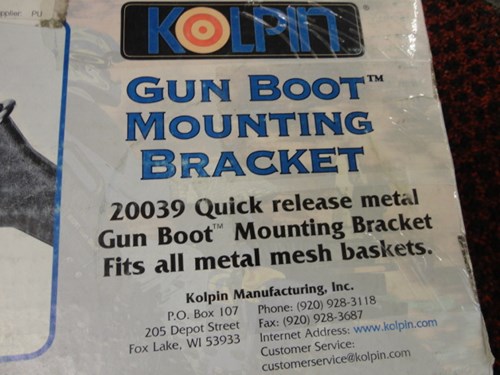 pplier: PU
KOLPIN®
GUN BOOT™
MOUNTING
BRACKET
20039 Quick release metal
Gun Boot™ Mounting Bracket
Fits all metal mesh baskets.
Kolpin Manufacturing, Inc.
P.O. Box 107
205 Depot Street
Fox Lake, WI 53933
Phone: (920) 928-3118
Fax: (920) 928-3687
Internet Address: www.kolpin.com
Customer Service:
customerservice@kolpin.com